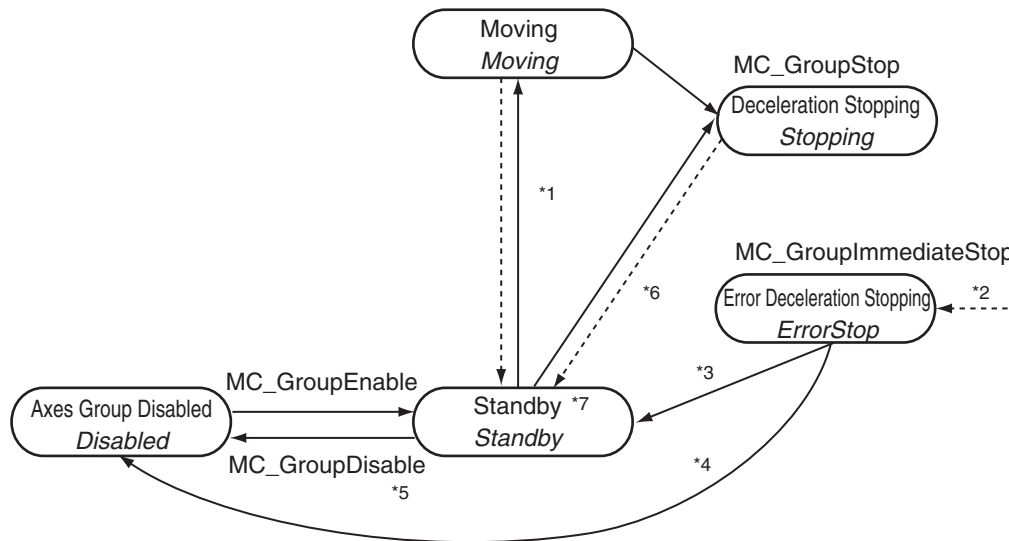 Moving
Moving
MC_GroupStop
Deceleration Stopping
Stopping
*1
MC_GroupImmediateStop
*6
Error Deceleration Stopping
ErrorStop
*2
*3
MC_GroupEnable
Axes Group Disabled
Disabled
Standby *7
Standby
MC_GroupDisable
*4
*5